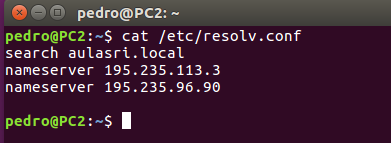 pedro@PC2: ~
pedro@PC2:~$ cat /etc/resolv.conf
search aulasri.local
nameserver 195.235.113.3
nameserver 195.235.96.90
pedro@PC2:~$